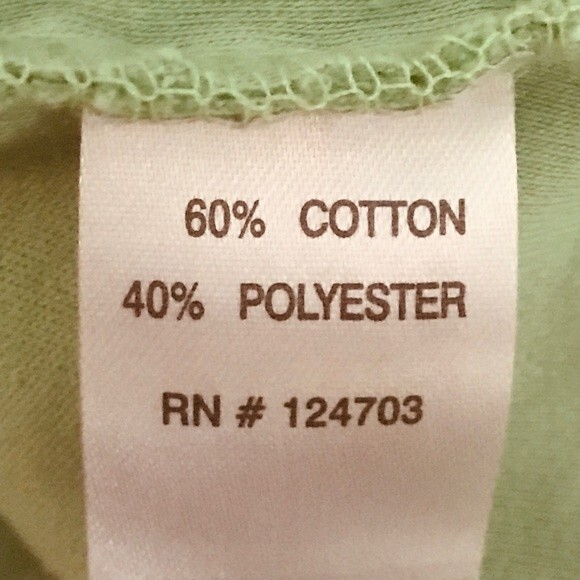 60% COTTON
40% POLYESTER
RN # 124703